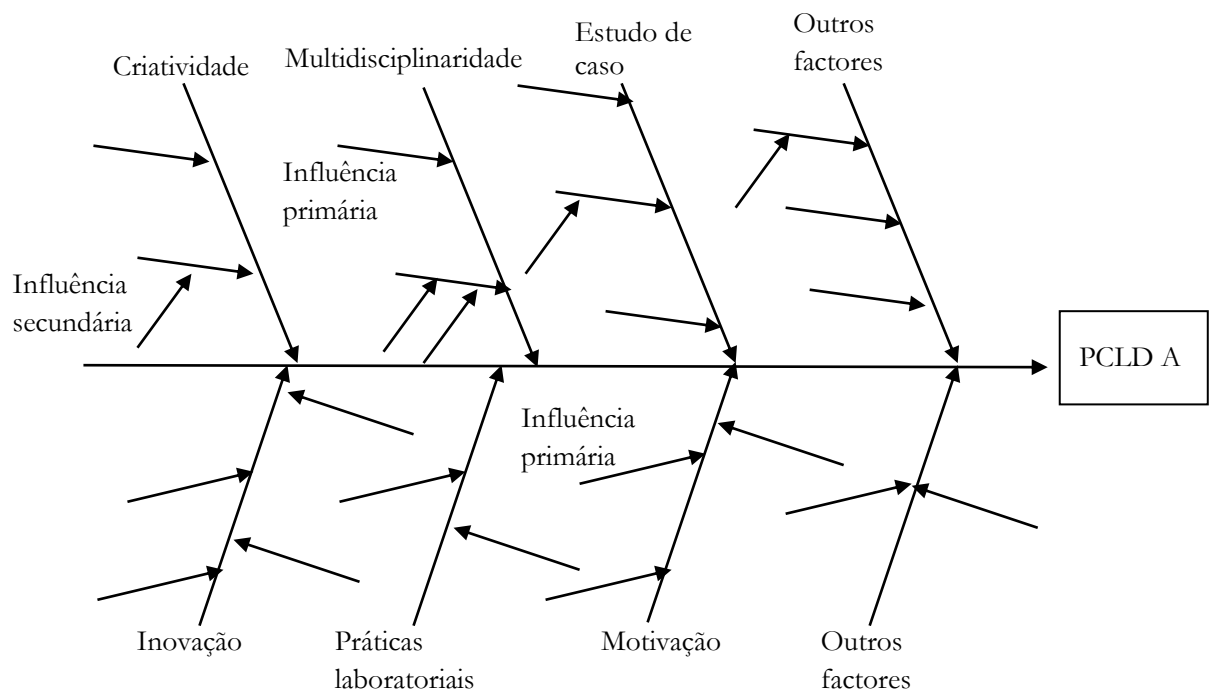 Criatividade
Multidisciplinaridade
Estudo de
caso
Outros
factores
Influência
primária
Influência
secundária
PCLD A
Influência
primária
Inovação
Práticas
laboratoriais
Motivação
Outros
factores